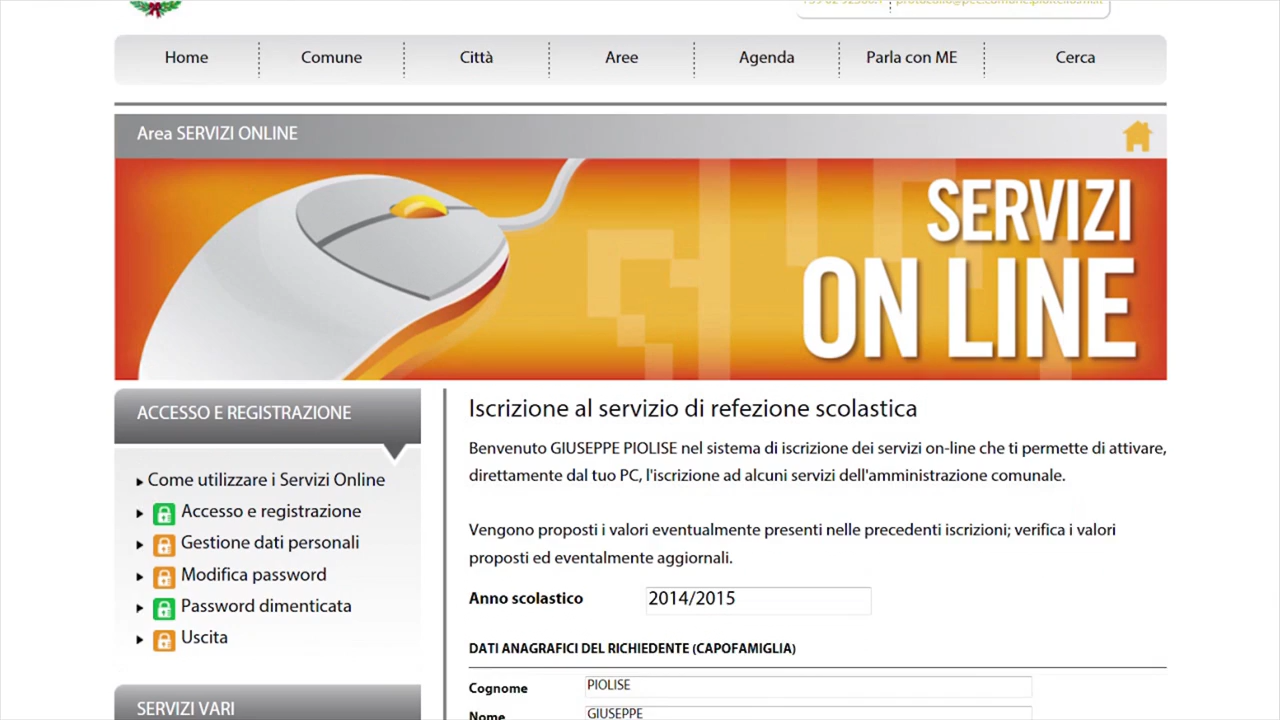 Home
Comune
Città
Aree
Agenda
Parla con ME
Cerca
Area SERVIZI ONLINE
SERVIZI
ON LINE
ACCESSO E REGISTRAZIONE
Come utilizzare i Servizi Online
Accesso e registrazione
Gestione dati personali
Modifica password
Password dimenticata
Uscita
SERVIZI VARI
Iscrizione al servizio di refezione scolastica
Benvenuto GIUSEPPE PIOLISE nel sistema di iscrizione dei servizi on-line che ti permette di attivare,
direttamente dal tuo PC, l'iscrizione ad alcuni servizi dell'amministrazione comunale.
Vengono proposti i valori eventualmente presenti nelle precedenti iscrizioni; verifica i valori
proposti ed eventalmente aggiornali.
Anno scolastico 2014/2015
DATI ANAGRAFICI DEL RICHIEDENTE (CAPOFAMIGLIA)
Cognome PIOLISE
Nome GIUSEPPE